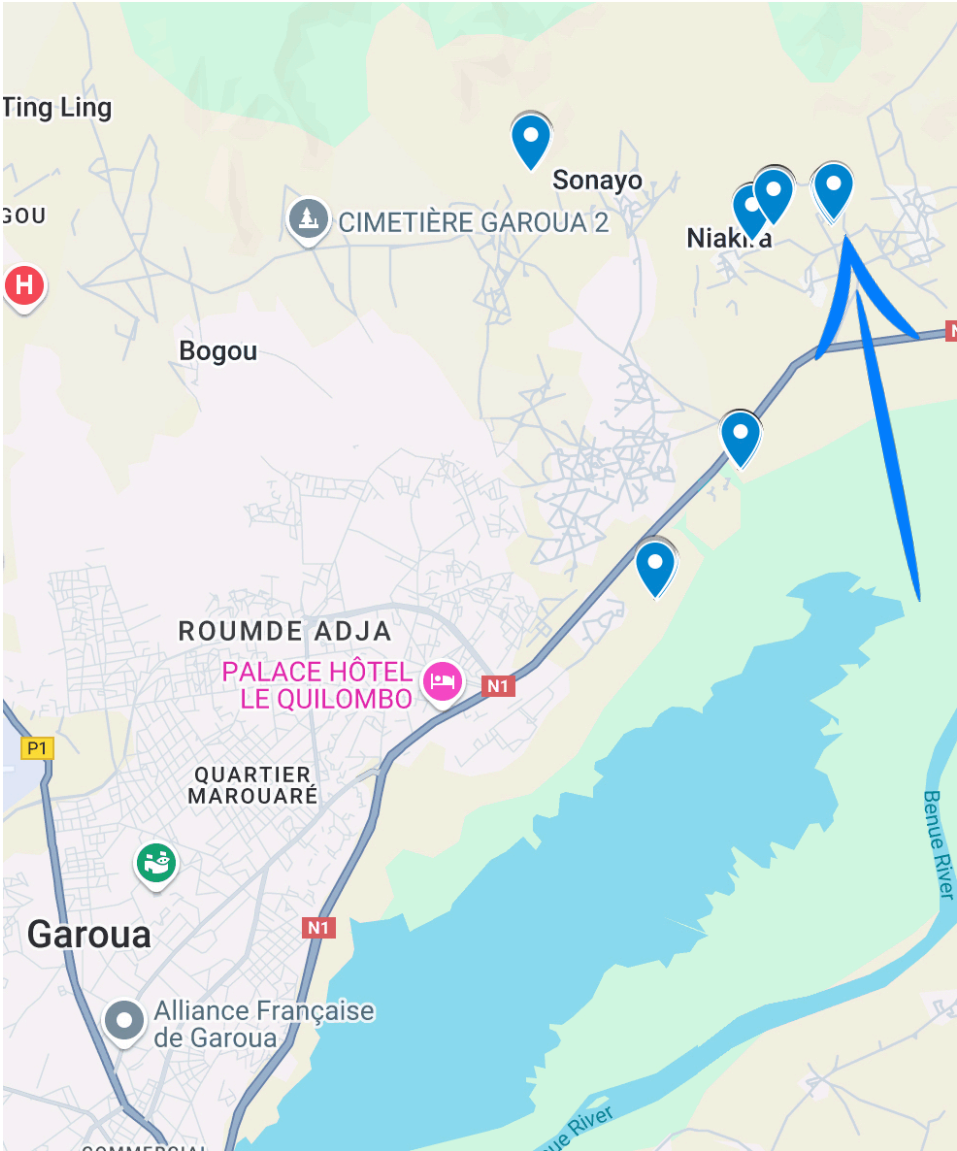 Ting Ling
Sonayo
GOU
CIMETIÈRE GAROUA 2
H
Bogou
ROUMDE ADJA
PALACE HÔTEL
LE QUILOMBO
N1
P1
QUARTIER
MAROUARÉ
Benue River
N1
Garoua
Alliance Française
de Garoua